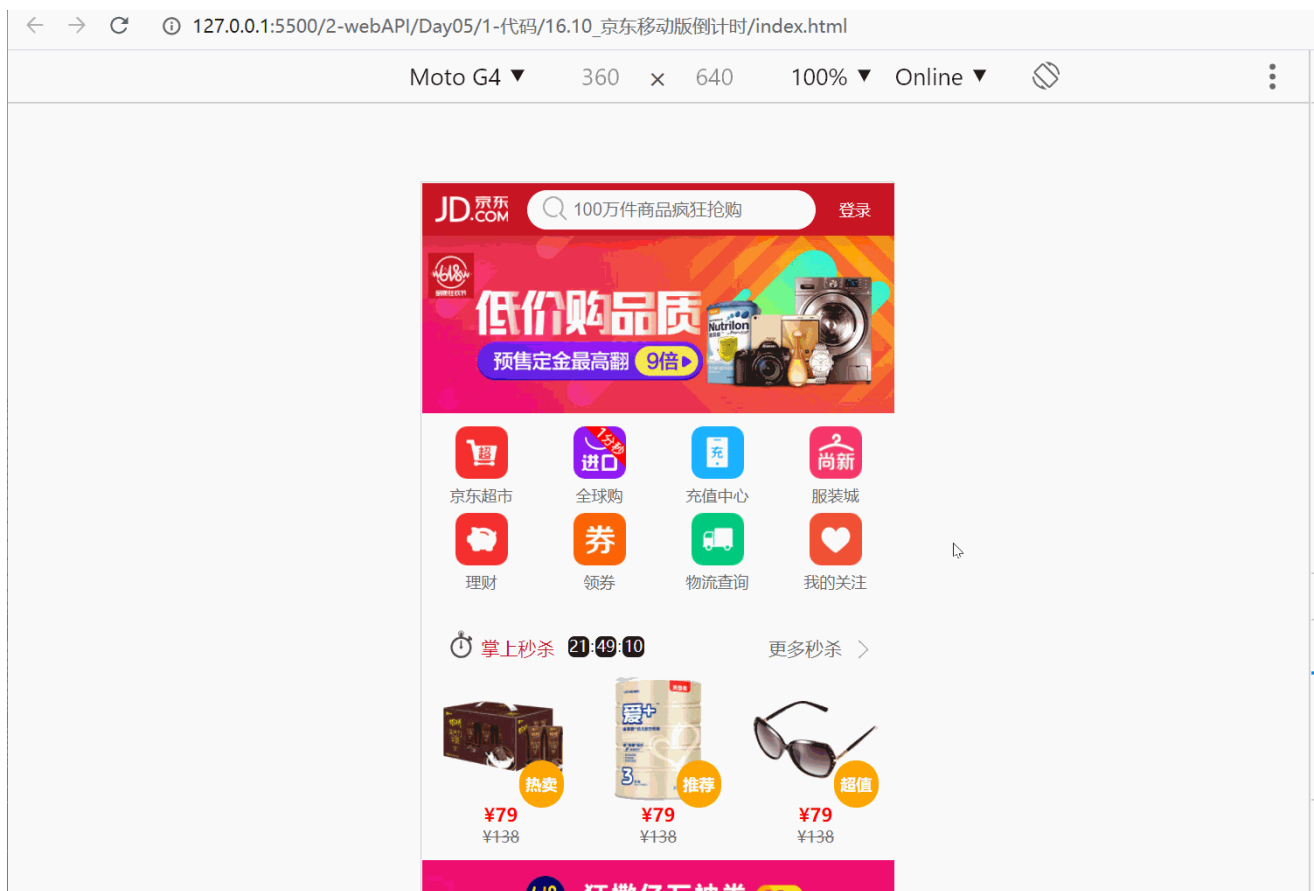 127.0.0.1:5500/2-webAPI/Day05/1-代码/16.10_京东移动版倒计时/index.html
Moto G4 360 × 640 100% Online
JD京东.COM 100万件商品疯狂抢购 登录
618
低价购品质
Nutrilon
预售定金最高翻 9倍
超 1分秒 进口 充 尚新
京东超市 全球购 充值中心 服装城
券
理财 领券 物流查询 我的关注
掌上秒杀 21:49:10 更多秒杀
爱+
3
热卖 推荐 超值
¥79 ¥79 ¥79
¥138 ¥138 ¥138